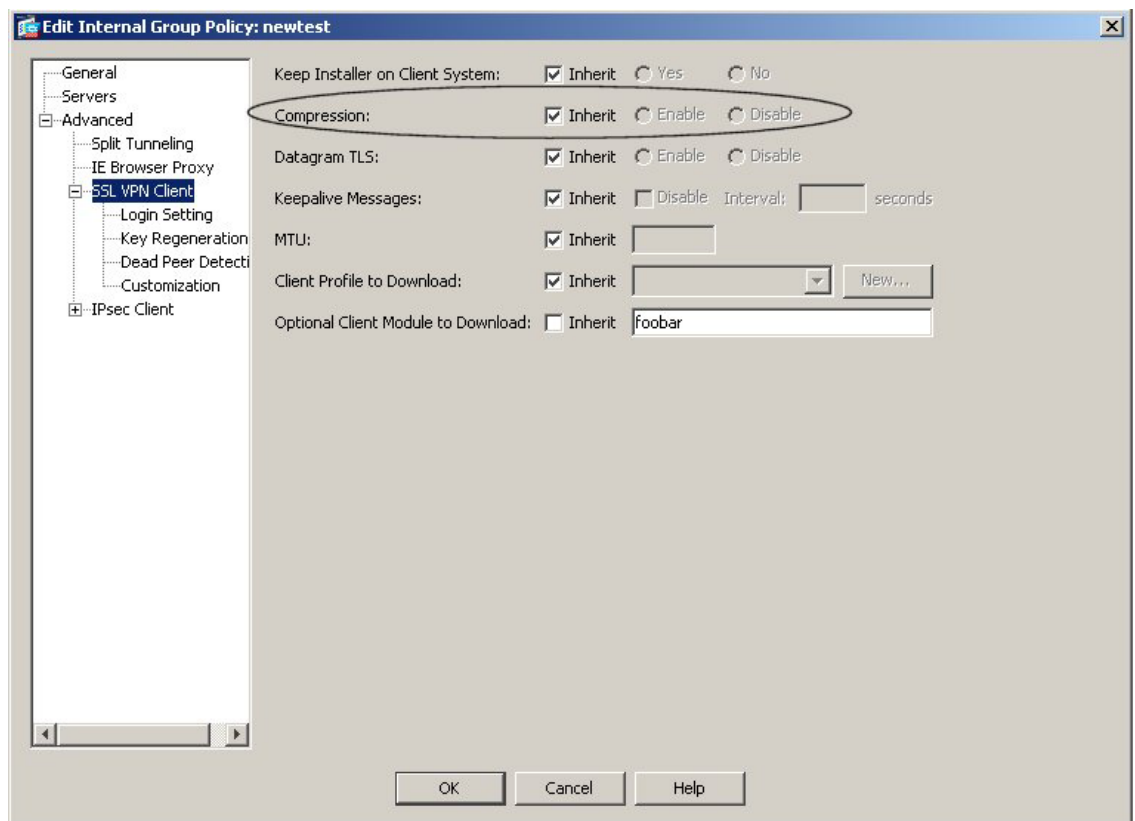 Edit Internal Group Policy: newtest
General
Servers
Advanced
Split Tunneling
IE Browser Proxy
SSL VPN Client
Login Setting
Key Regeneration
Dead Peer Detecti
Customization
IPsec Client
Keep Installer on Client System: Inherit Yes No
Compression: Inherit Enable Disable
Datagram TLS: Inherit Enable Disable
Keepalive Messages: Inherit Disable Interval: seconds
MTU: Inherit
Client Profile to Download: Inherit New...
Optional Client Module to Download: Inherit foobar
OK Cancel Help